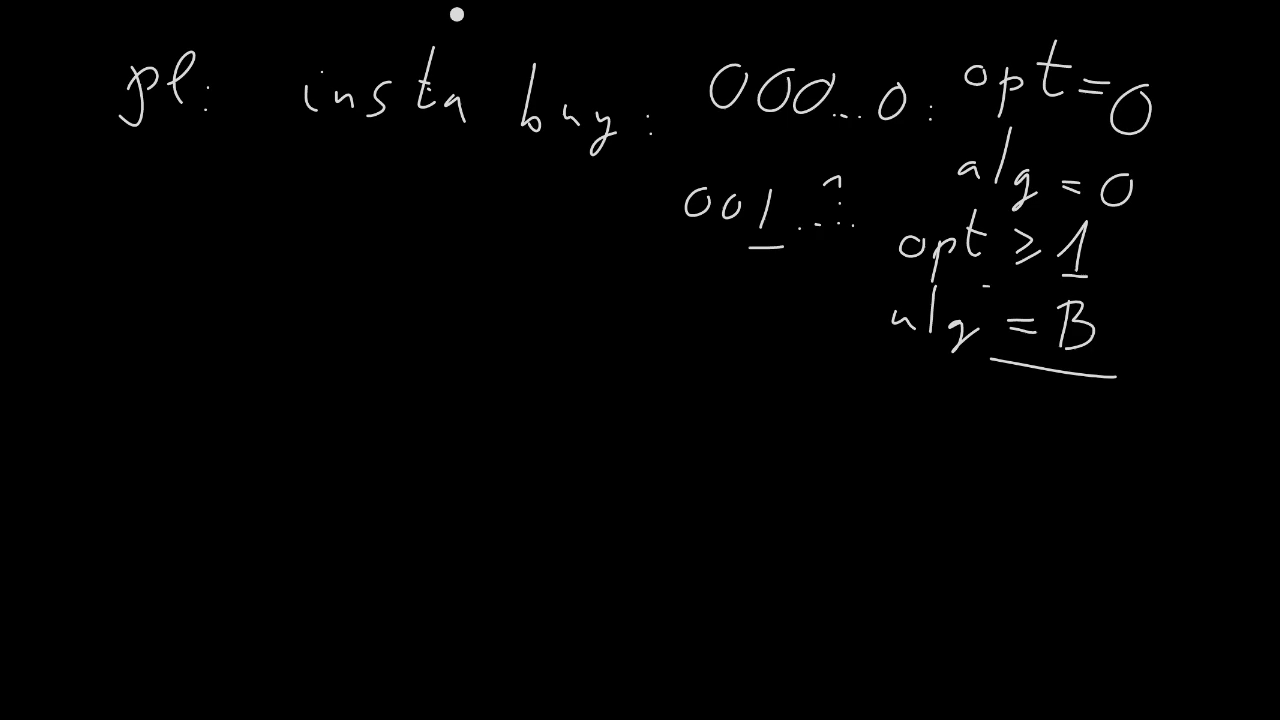 pl: insta buy: 000...0: opt=0
alg = 0
001...?
opt ≥ 1
alg = B